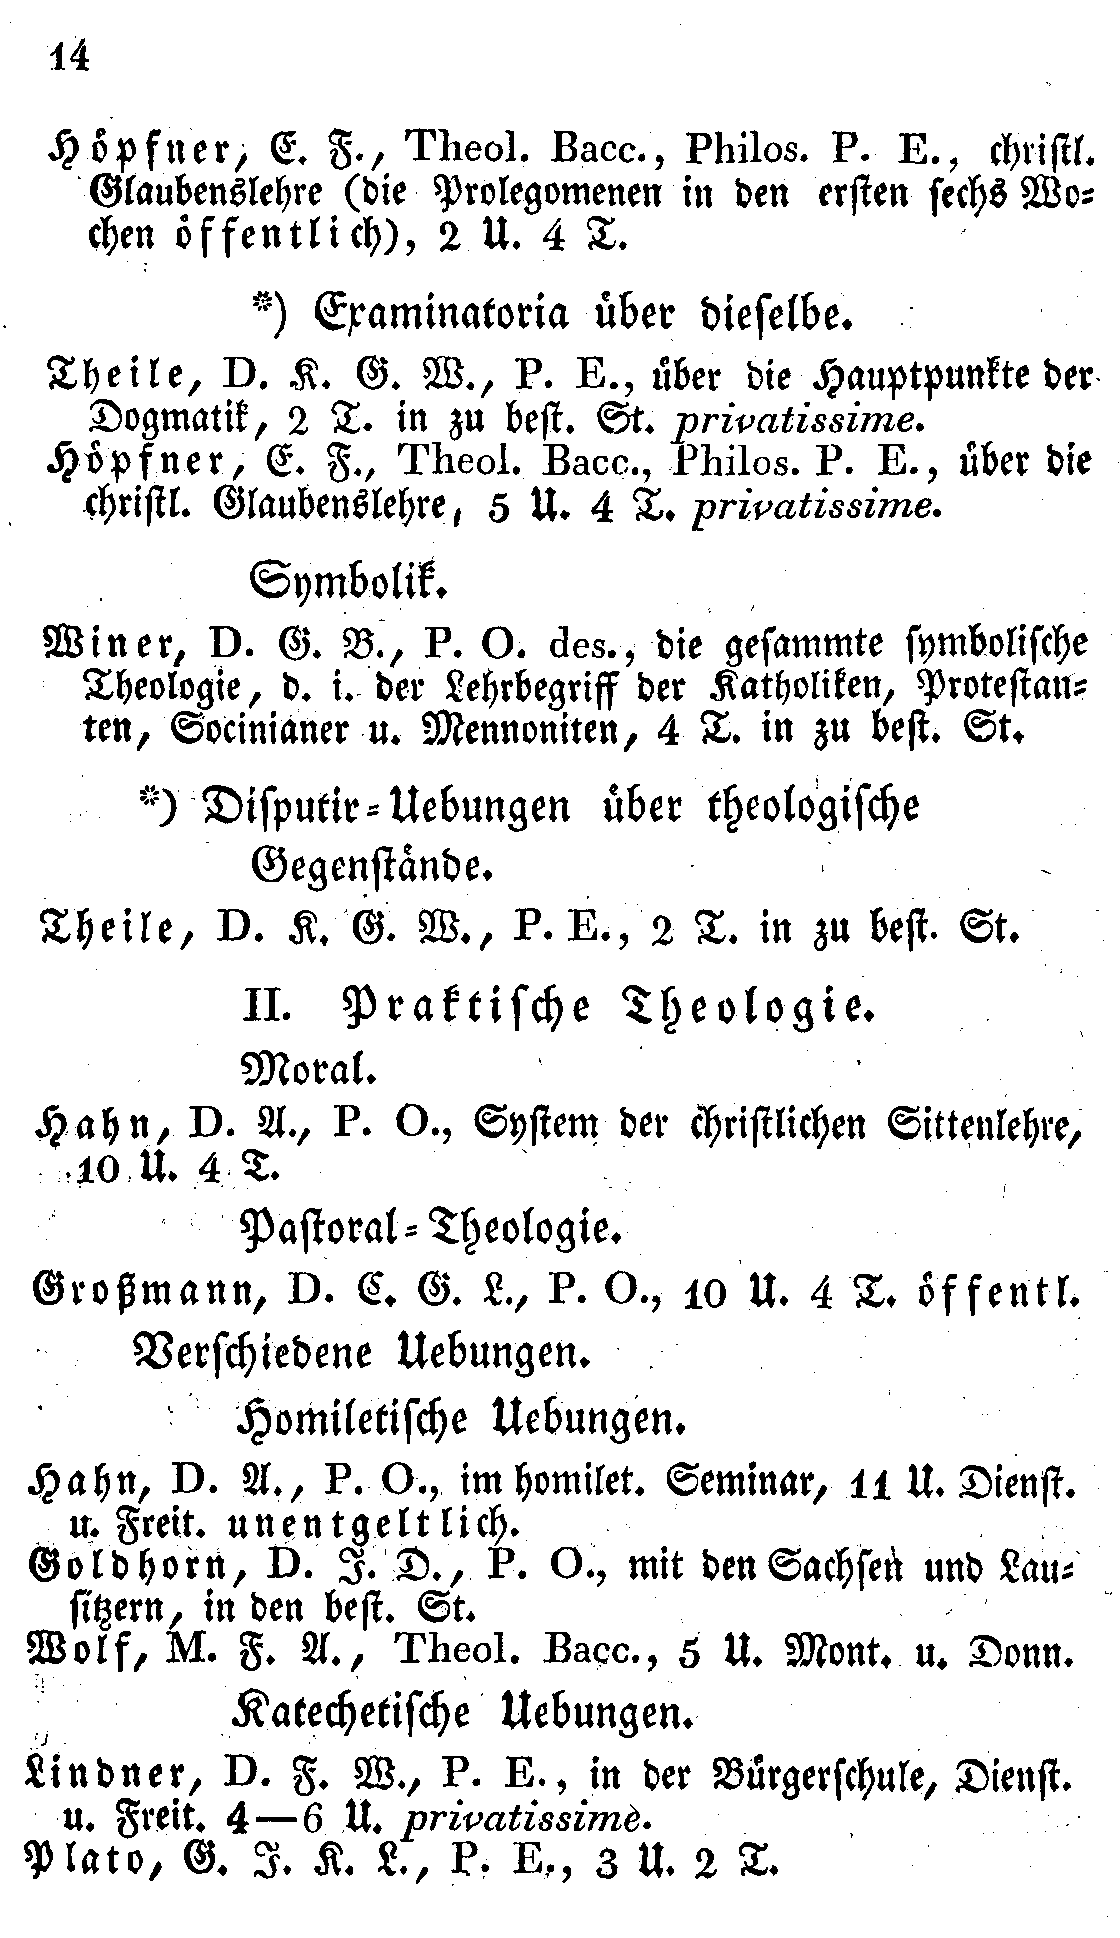 14
Höpfner, E. F., Theol. Bacc., Philos. P. E., christl.
Glaubenslehre (die Prolegomenen in den ersten sechs Wo-
chen öffentlich), 2 U. 4 T.
*) Examinatoria über dieselbe.
Theile, D. K. G. W., P. E., über die Hauptpunkte der
Dogmatik, 2 T. in zu best. St. privatissime.
Höpfner, E. F., Theol. Bacc., Philos. P. E., über die
christl. Glaubenslehre, 5 U. 4 T. privatissime.
Symbolik.
Winer, D. G. B., P. O. des., die gesammte symbolische
Theologie, d. i. der Lehrbegriff der Katholiken, Protestan-
ten, Socinianer u. Mennoniten, 4 T. in zu best. St.
*) Disputir-Uebungen über theologische
Gegenstände.
Theile, D. K. G. W., P. E., 2 T. in zu best. St.
II. Praktische Theologie.
Moral.
Hahn, D. A., P. O., System der christlichen Sittenlehre,
10 U. 4 T.
Pastoral-Theologie.
Großmann, D. C. G. L., P. O., 10 U. 4 T. öffentl.
Verschiedene Uebungen.
Homiletische Uebungen.
Hahn, D. A., P. O., im homilet. Seminar, 11 U. Dienst.
u. Freit. unentgeltlich.
Goldhorn, D. J. D., P. O., mit den Sachsen und Lau-
sitzern, in den best. St.
Wolf, M. F. A., Theol. Bacc., 5 U. Mont. u. Donn.
Katechetische Uebungen.
Lindner, D. F. W., P. E., in der Bürgerschule, Dienst.
u. Freit. 4—6 U. privatissime.
Plato, G. J. K. L., P. E., 3 U. 2 T.